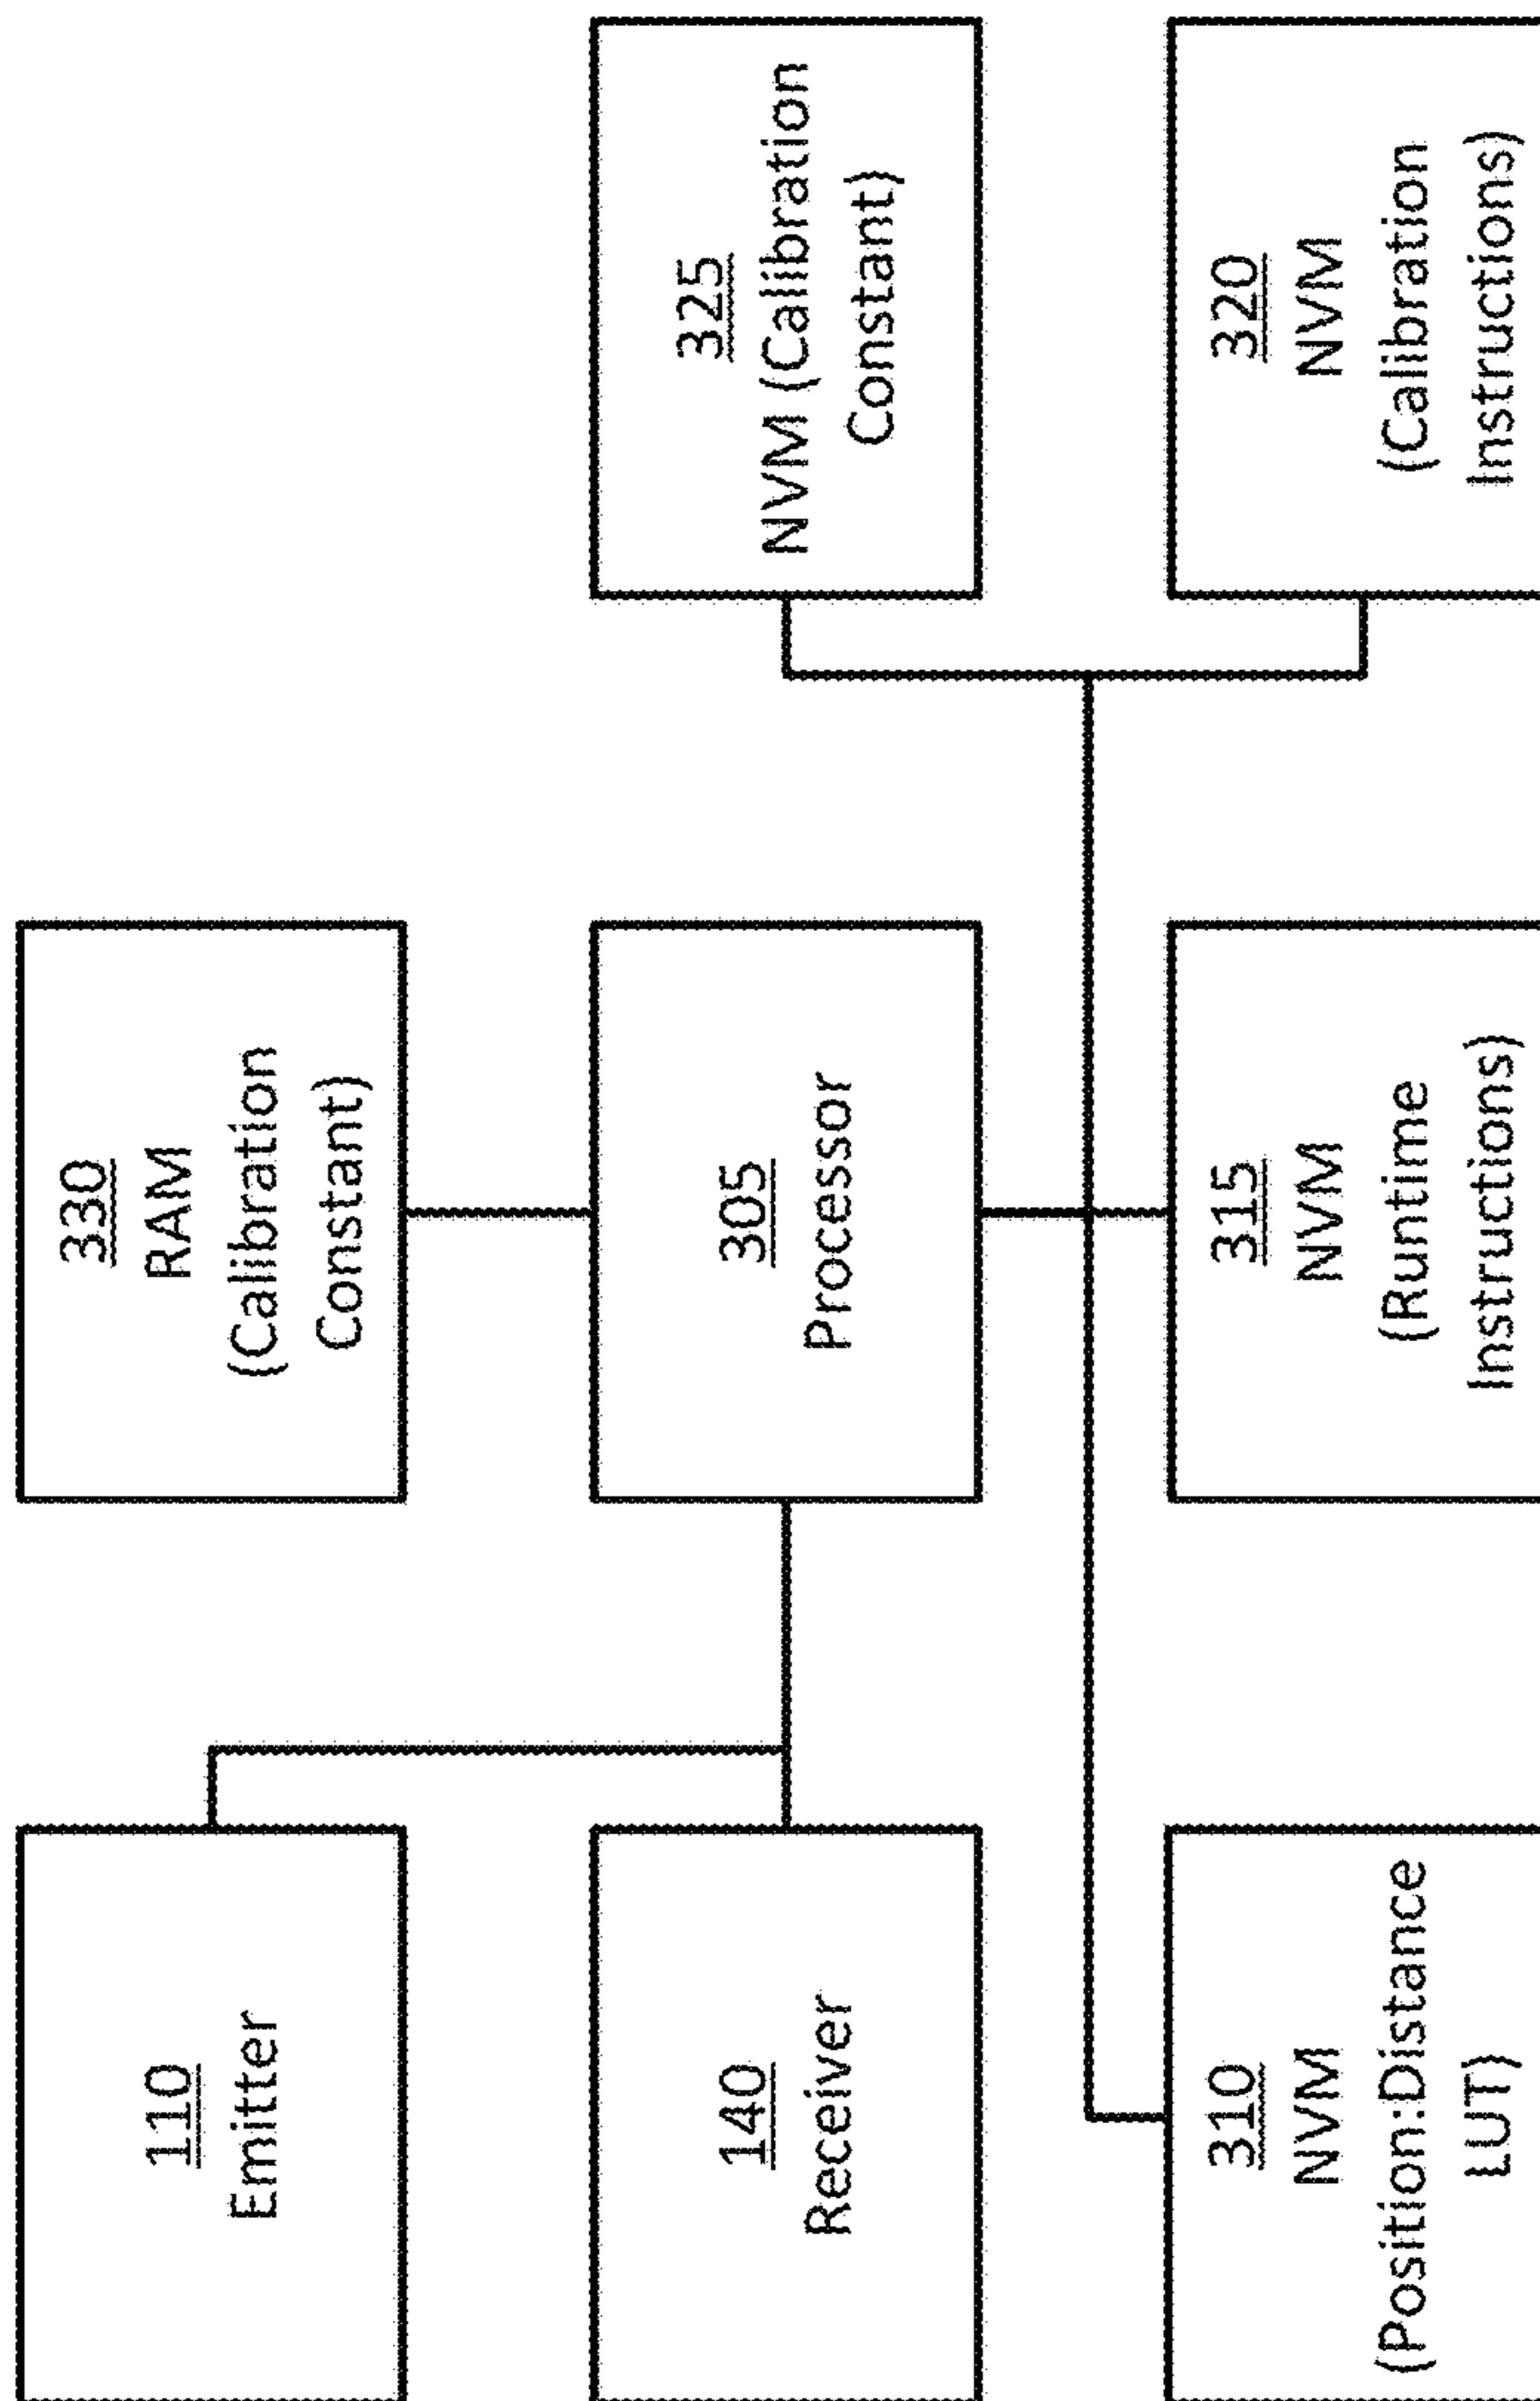 110
Emitter
330
RAM
(Calibration
Constant)
140
Receiver
305
Processor
325
NVM (Calibration
Constant)
310
NVM
(Position:Distance
LUT)
315
NVM
(Runtime
Instructions)
320
NVM
(Calibration
Instructions)